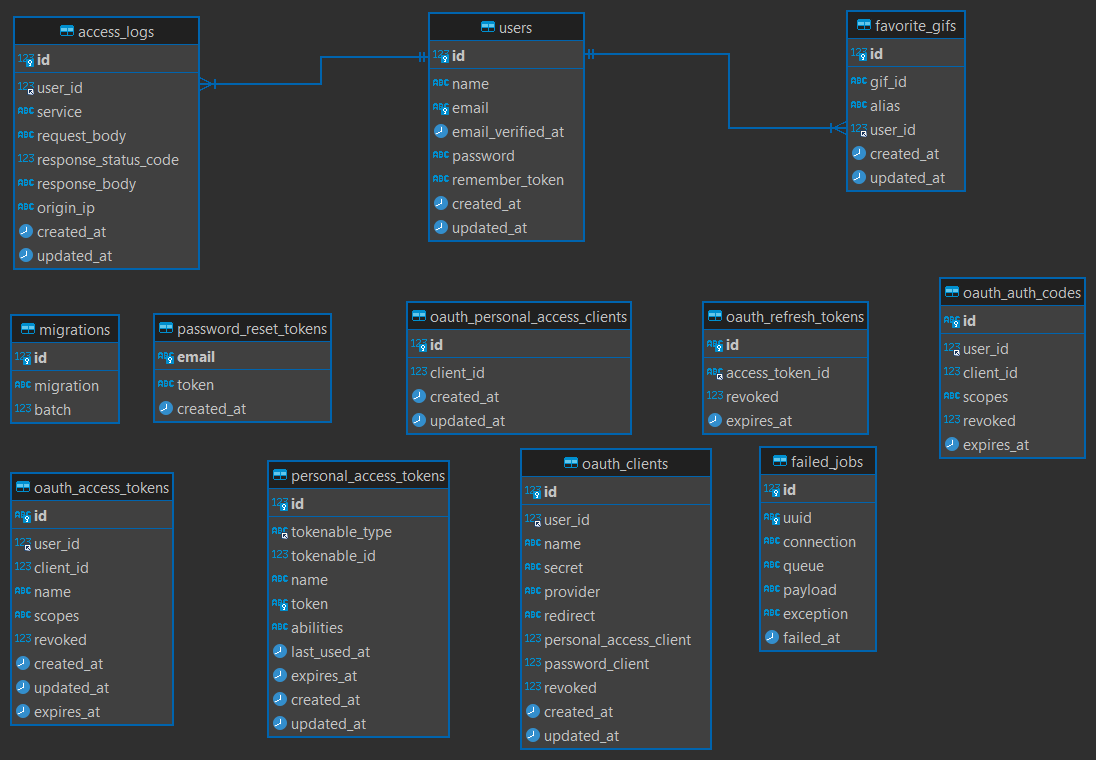 access_logs
id
user_id
service
request_body
response_status_code
response_body
origin_ip
created_at
updated_at
users
id
name
email
email_verified_at
password
remember_token
created_at
updated_at
favorite_gifs
id
gif_id
alias
user_id
created_at
updated_at
migrations
id
migration
batch
password_reset_tokens
email
token
created_at
oauth_personal_access_clients
id
client_id
created_at
updated_at
oauth_refresh_tokens
id
access_token_id
revoked
expires_at
oauth_auth_codes
id
user_id
client_id
scopes
revoked
expires_at
oauth_access_tokens
id
user_id
client_id
name
scopes
revoked
created_at
updated_at
expires_at
personal_access_tokens
id
tokenable_type
tokenable_id
name
token
abilities
last_used_at
expires_at
created_at
updated_at
oauth_clients
id
user_id
name
secret
provider
redirect
personal_access_client
password_client
revoked
created_at
updated_at
failed_jobs
id
uuid
connection
queue
payload
exception
failed_at